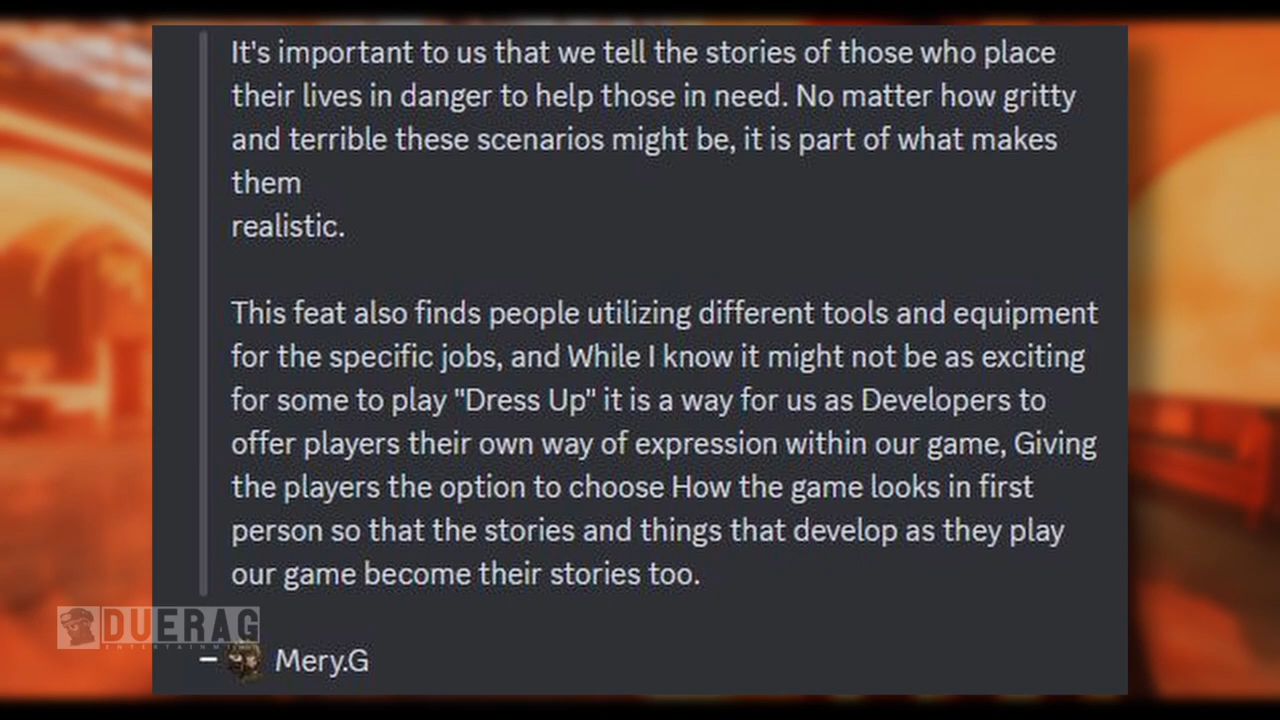 It's important to us that we tell the stories of those who place
their lives in danger to help those in need. No matter how gritty
and terrible these scenarios might be, it is part of what makes
them
realistic.
This feat also finds people utilizing different tools and equipment
for the specific jobs, and While I know it might not be as exciting
for some to play "Dress Up" it is a way for us as Developers to
offer players their own way of expression within our game, Giving
the players the option to choose How the game looks in first
person so that the stories and things that develop as they play
our game become their stories too.
DUERAG
ENTERTAINMENT
– Mery.G